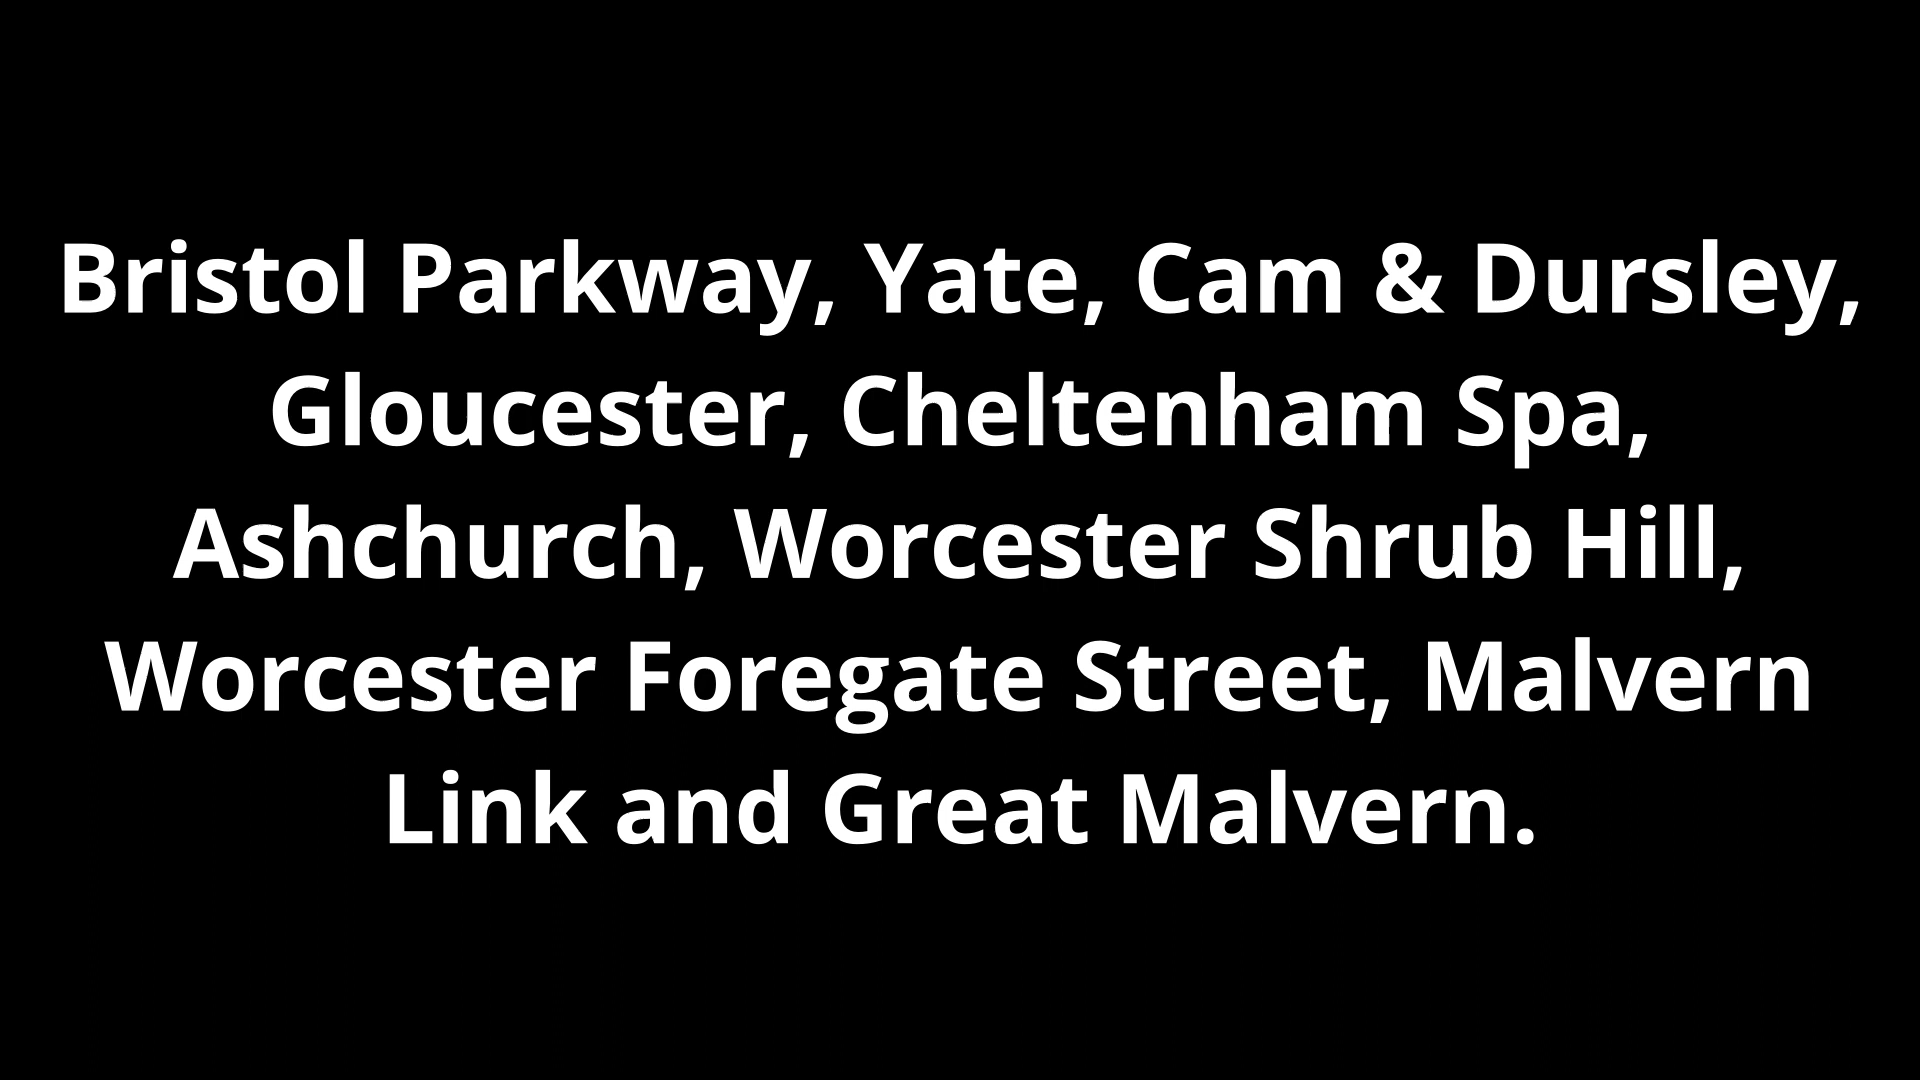 Bristol Parkway, Yate, Cam & Dursley,
Gloucester, Cheltenham Spa,
Ashchurch, Worcester Shrub Hill,
Worcester Foregate Street, Malvern
Link and Great Malvern.